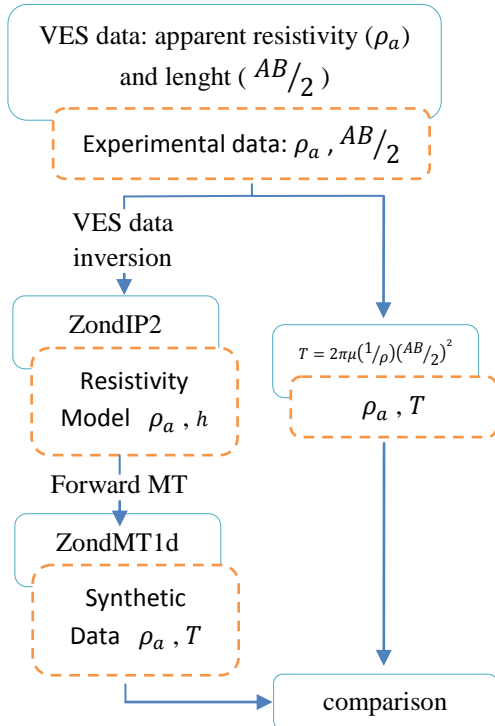 VES data: apparent resistivity (ρₐ)
and lenght ( AB/2 )
Experimental data: ρₐ , AB/2
VES data
inversion
ZondIP2
Resistivity
Model ρₐ , h
Forward MT
ZondMT1d
Synthetic
Data ρₐ , T
T = 2πμ(1/ρ)(AB/2)²
ρₐ , T
comparison